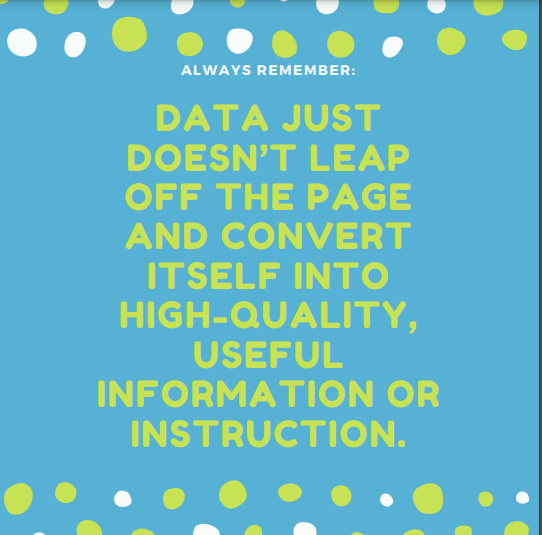 ALWAYS REMEMBER:
DATA JUST
DOESN'T LEAP
OFF THE PAGE
AND CONVERT
ITSELF INTO
HIGH-QUALITY,
USEFUL
INFORMATION OR
INSTRUCTION.